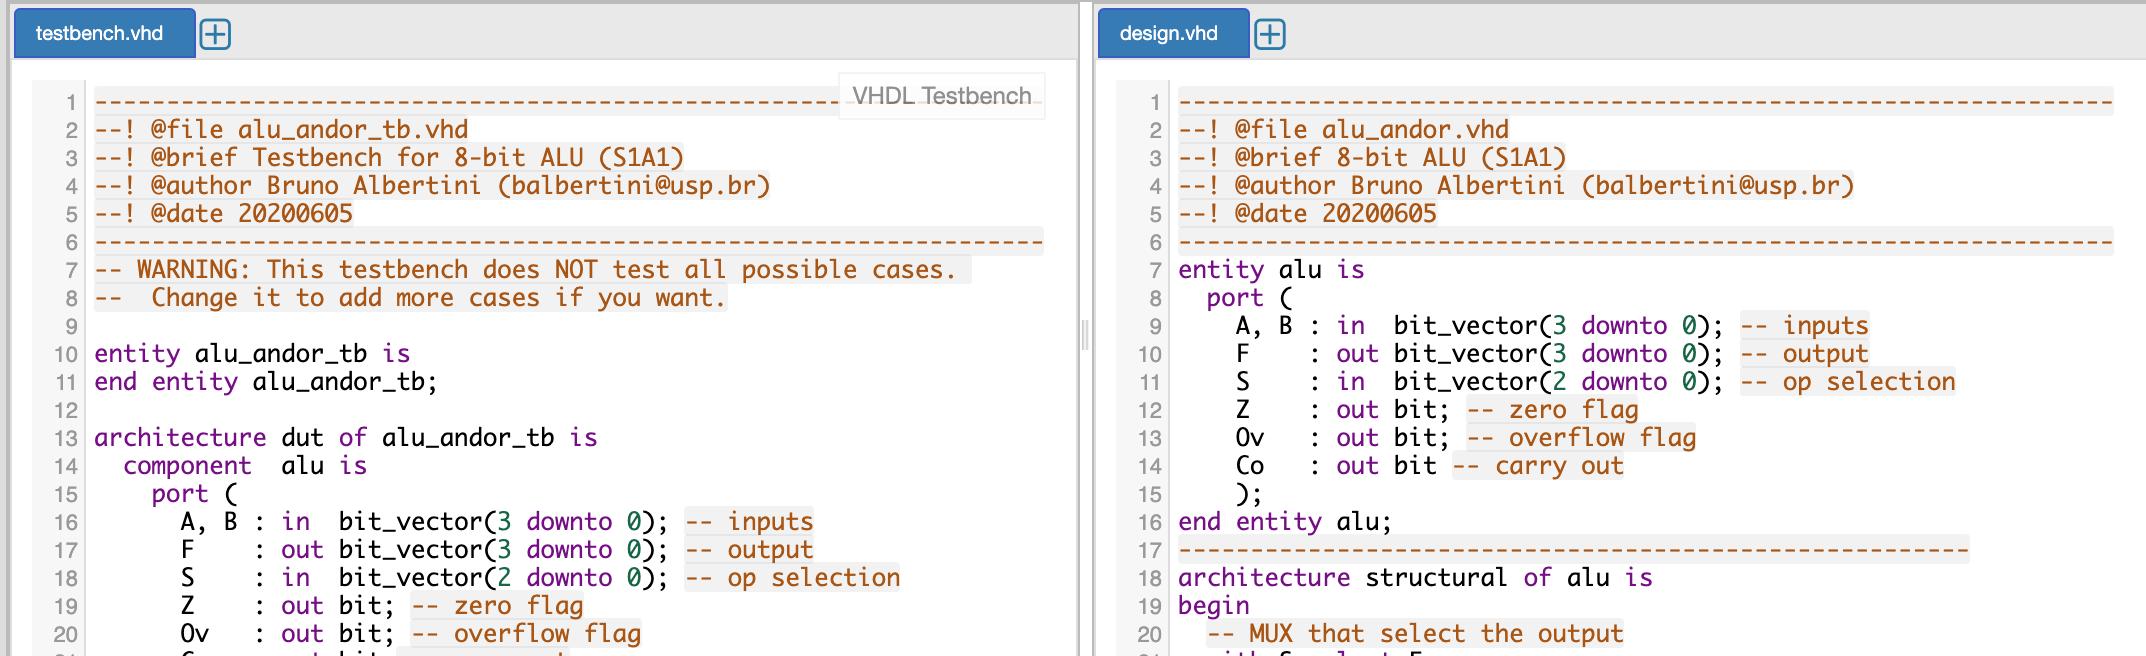 testbench.vhd
VHDL Testbench
1 -----------------------------------------------------------------
2 --! @file alu_andor_tb.vhd
3 --! @brief Testbench for 8-bit ALU (S1A1)
4 --! @author Bruno Albertini (balbertini@usp.br)
5 --! @date 20200605
6 ------------------------------------------------------------------
7 -- WARNING: This testbench does NOT test all possible cases.
8 --  Change it to add more cases if you want.
9
10 entity alu_andor_tb is
11 end entity alu_andor_tb;
12
13 architecture dut of alu_andor_tb is
14   component  alu is
15     port (
16       A, B : in  bit_vector(3 downto 0); -- inputs
17       F    : out bit_vector(3 downto 0); -- output
18       S    : in  bit_vector(2 downto 0); -- op selection
19       Z    : out bit; -- zero flag
20       Ov   : out bit; -- overflow flag
design.vhd
1 -----------------------------------------------------------------
2 --! @file alu_andor.vhd
3 --! @brief 8-bit ALU (S1A1)
4 --! @author Bruno Albertini (balbertini@usp.br)
5 --! @date 20200605
6 -----------------------------------------------------------------
7 entity alu is
8   port (
9     A, B : in  bit_vector(3 downto 0); -- inputs
10     F    : out bit_vector(3 downto 0); -- output
11     S    : in  bit_vector(2 downto 0); -- op selection
12     Z    : out bit; -- zero flag
13     Ov   : out bit; -- overflow flag
14     Co   : out bit -- carry out
15     );
16 end entity alu;
17 -------------------------------------------------------
18 architecture structural of alu is
19 begin
20   -- MUX that select the output